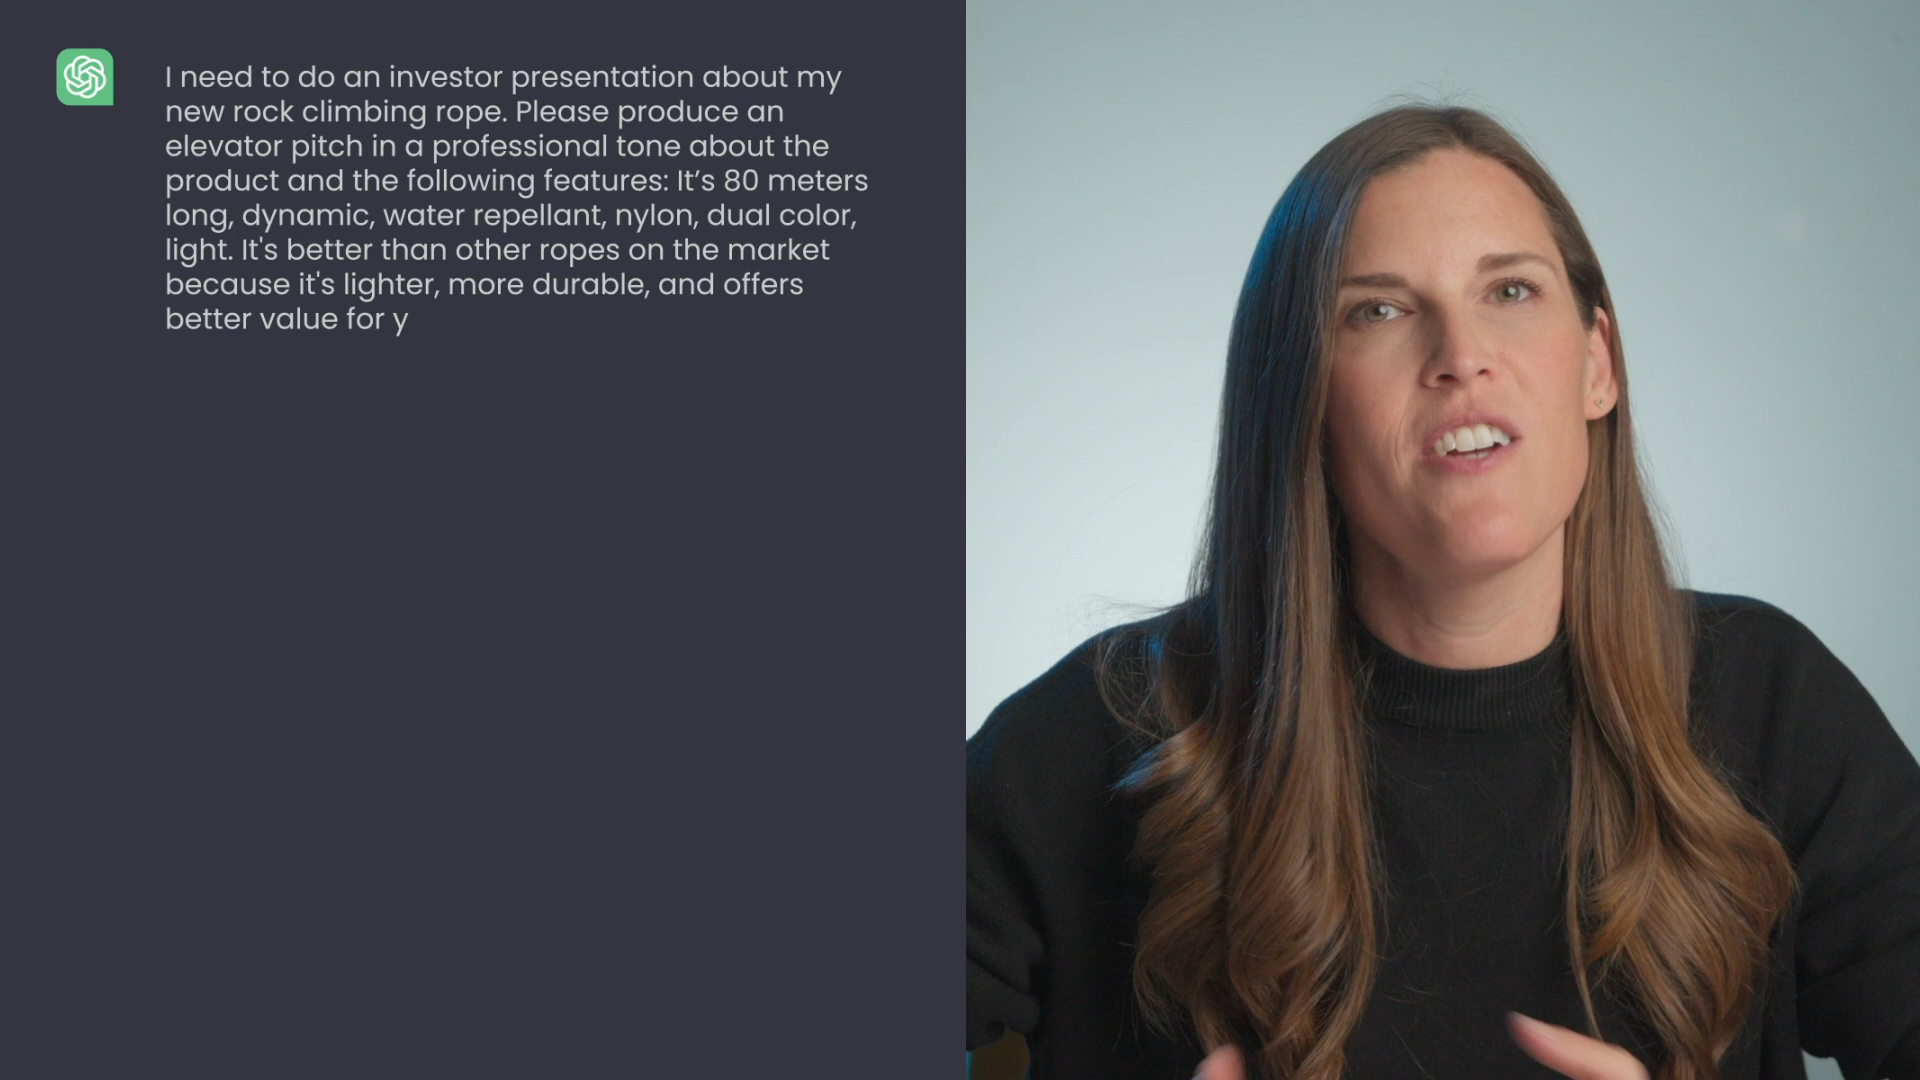 I need to do an investor presentation about my
new rock climbing rope. Please produce an
elevator pitch in a professional tone about the
product and the following features: It’s 80 meters
long, dynamic, water repellant, nylon, dual color,
light. It's better than other ropes on the market
because it's lighter, more durable, and offers
better value for y